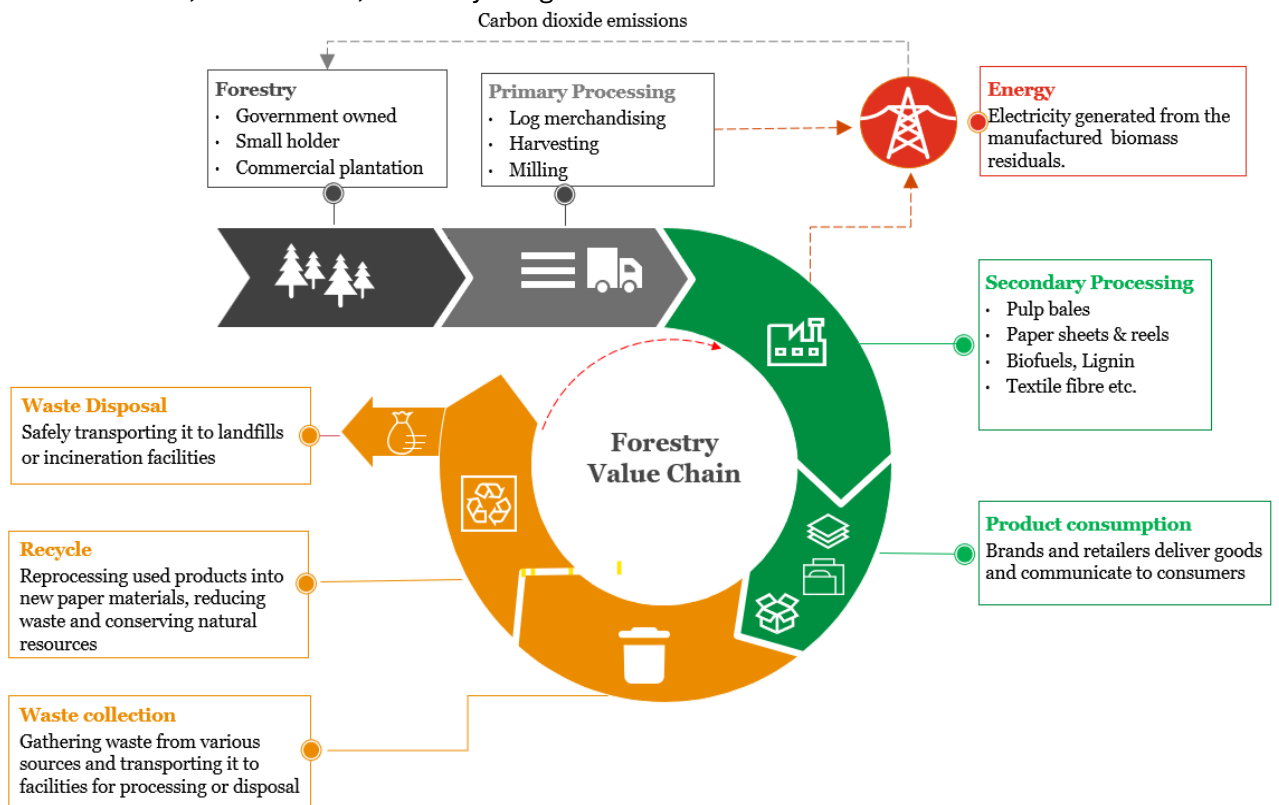 Carbon dioxide emissions
Forestry
· Government owned
· Small holder
· Commercial plantation
Primary Processing
· Log merchandising
· Harvesting
· Milling
Energy
Electricity generated from the
manufactured biomass
residuals.
Secondary Processing
· Pulp bales
· Paper sheets & reels
· Biofuels, Lignin
· Textile fibre etc.
Forestry
Value Chain
Product consumption
Brands and retailers deliver goods
and communicate to consumers
Waste Disposal
Safely transporting it to landfills
or incineration facilities
Recycle
Reprocessing used products into
new paper materials, reducing
waste and conserving natural
resources
Waste collection
Gathering waste from various
sources and transporting it to
facilities for processing or disposal